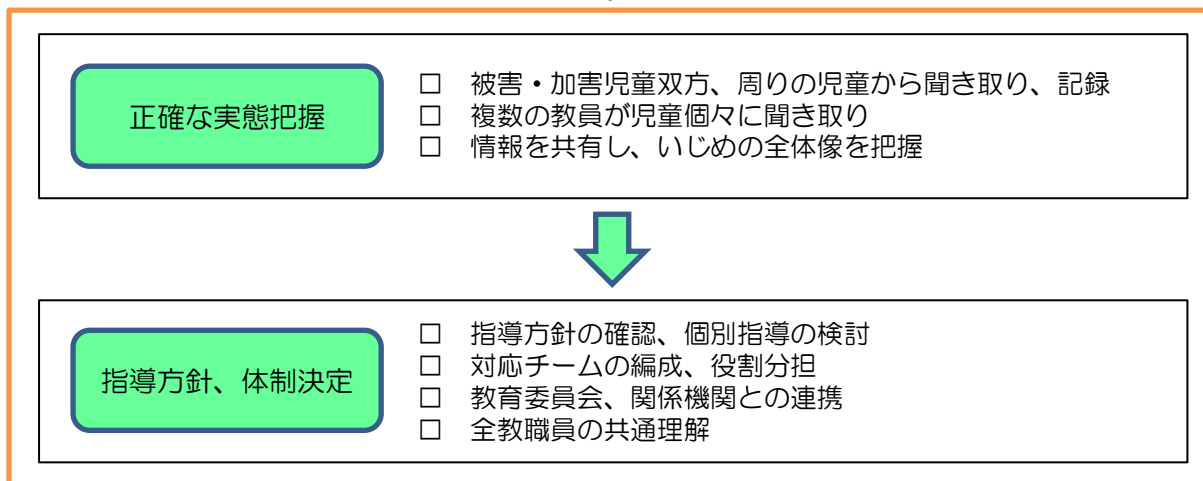 正確な実態把握
□ 被害・加害児童双方、周りの児童から聞き取り、記録
□ 複数の教員が児童個々に聞き取り
□ 情報を共有し、いじめの全体像を把握
指導方針、体制決定
□ 指導方針の確認、個別指導の検討
□ 対応チームの編成、役割分担
□ 教育委員会、関係機関との連携
□ 全教職員の共通理解